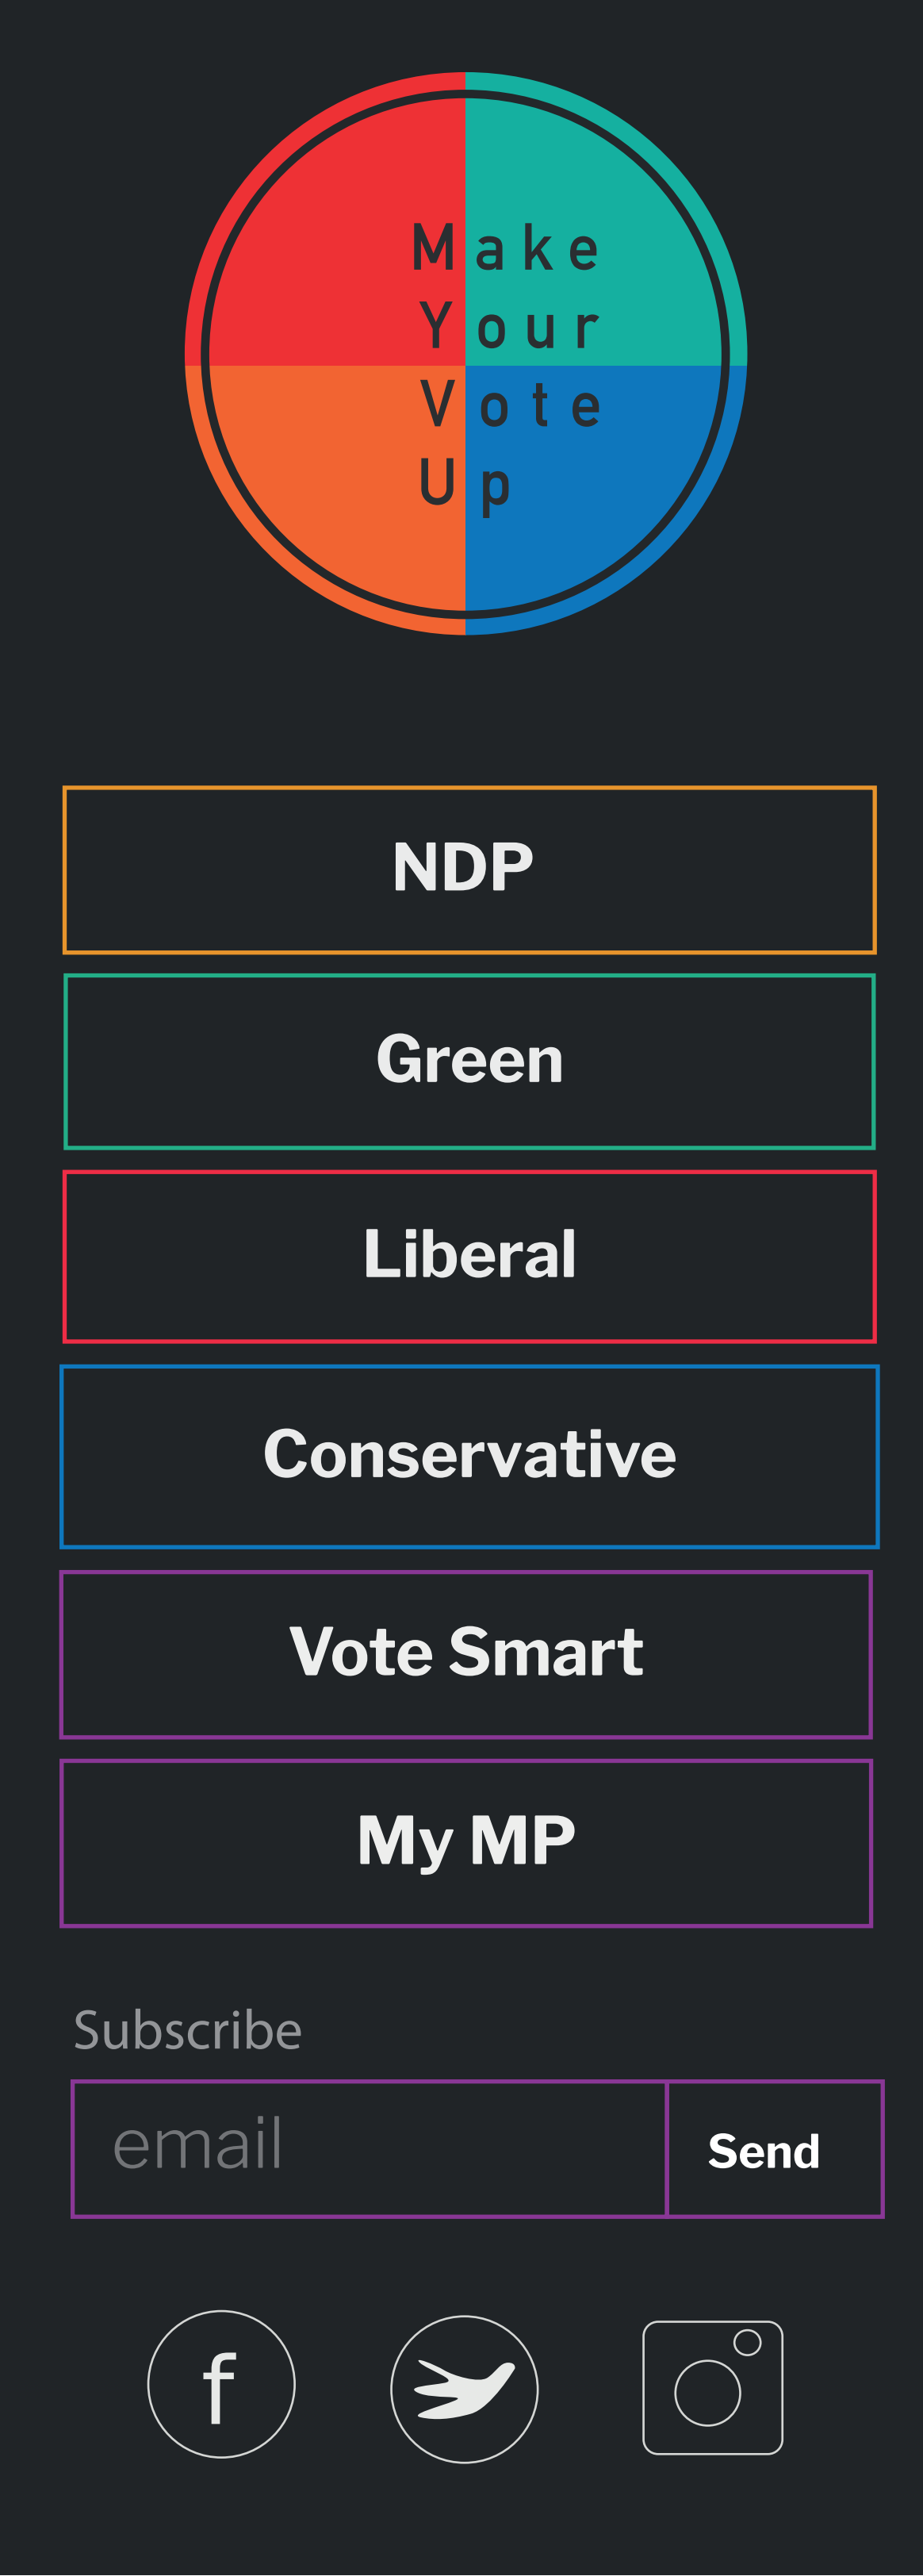 Make
Your
Vote
Up
NDP
Green
Liberal
Conservative
Vote Smart
My MP
Subscribe
email
Send
f